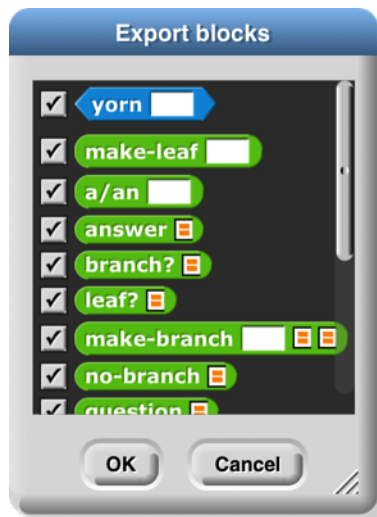 Export blocks
yorn
make-leaf
a/an
answer
branch?
leaf?
make-branch
no-branch
question
OK Cancel